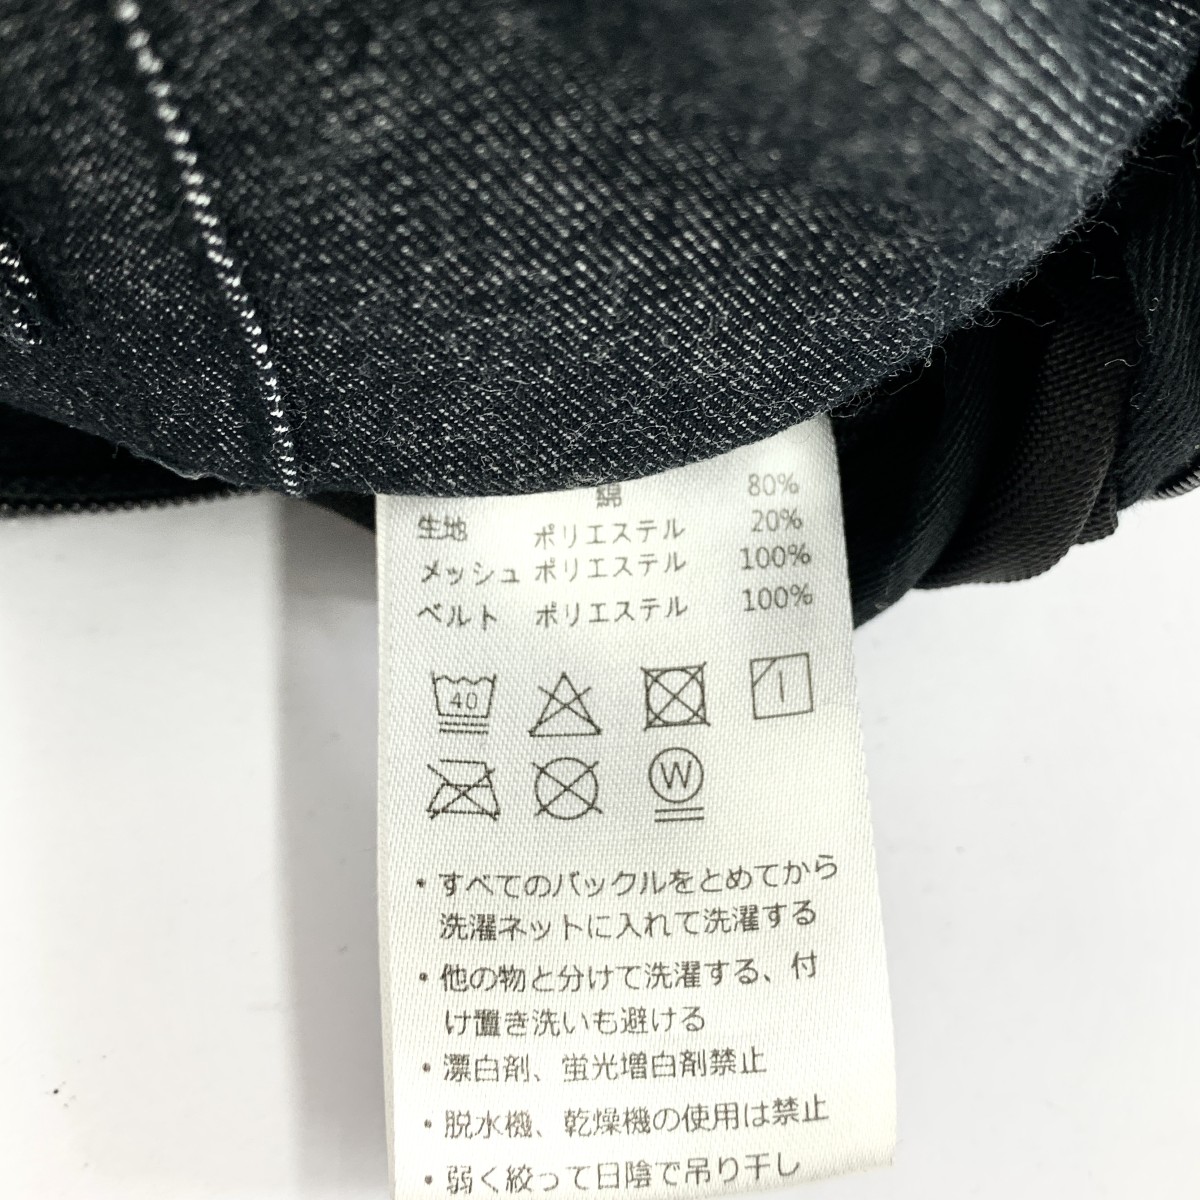 綿 80%
生地 ポリエステル 20%
メッシュ ポリエステル 100%
ベルト ポリエステル 100%
40
W
・すべてのバックルをとめてから
洗濯ネットに入れて洗濯する
・他の物と分けて洗濯する、付
け置き洗いも避ける
・漂白剤、蛍光増白剤禁止
・脱水機、乾燥機の使用は禁止
・弱く絞って日陰で吊り干し